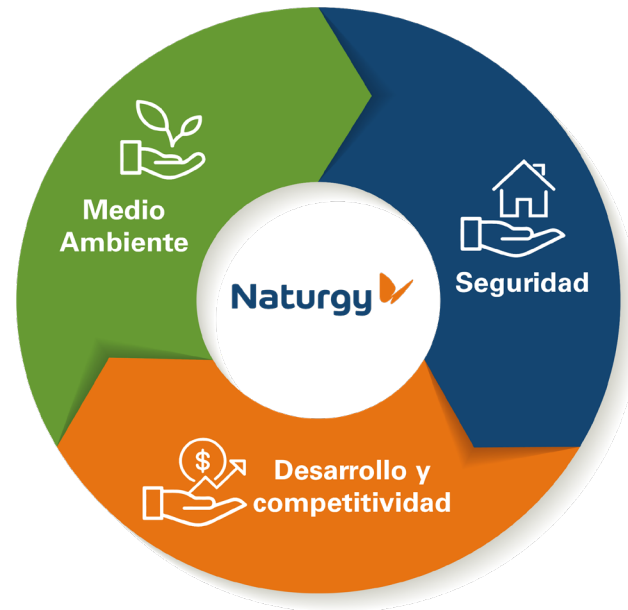 Medio
Ambiente
Seguridad
Naturgy
$
Desarrollo y
competitividad